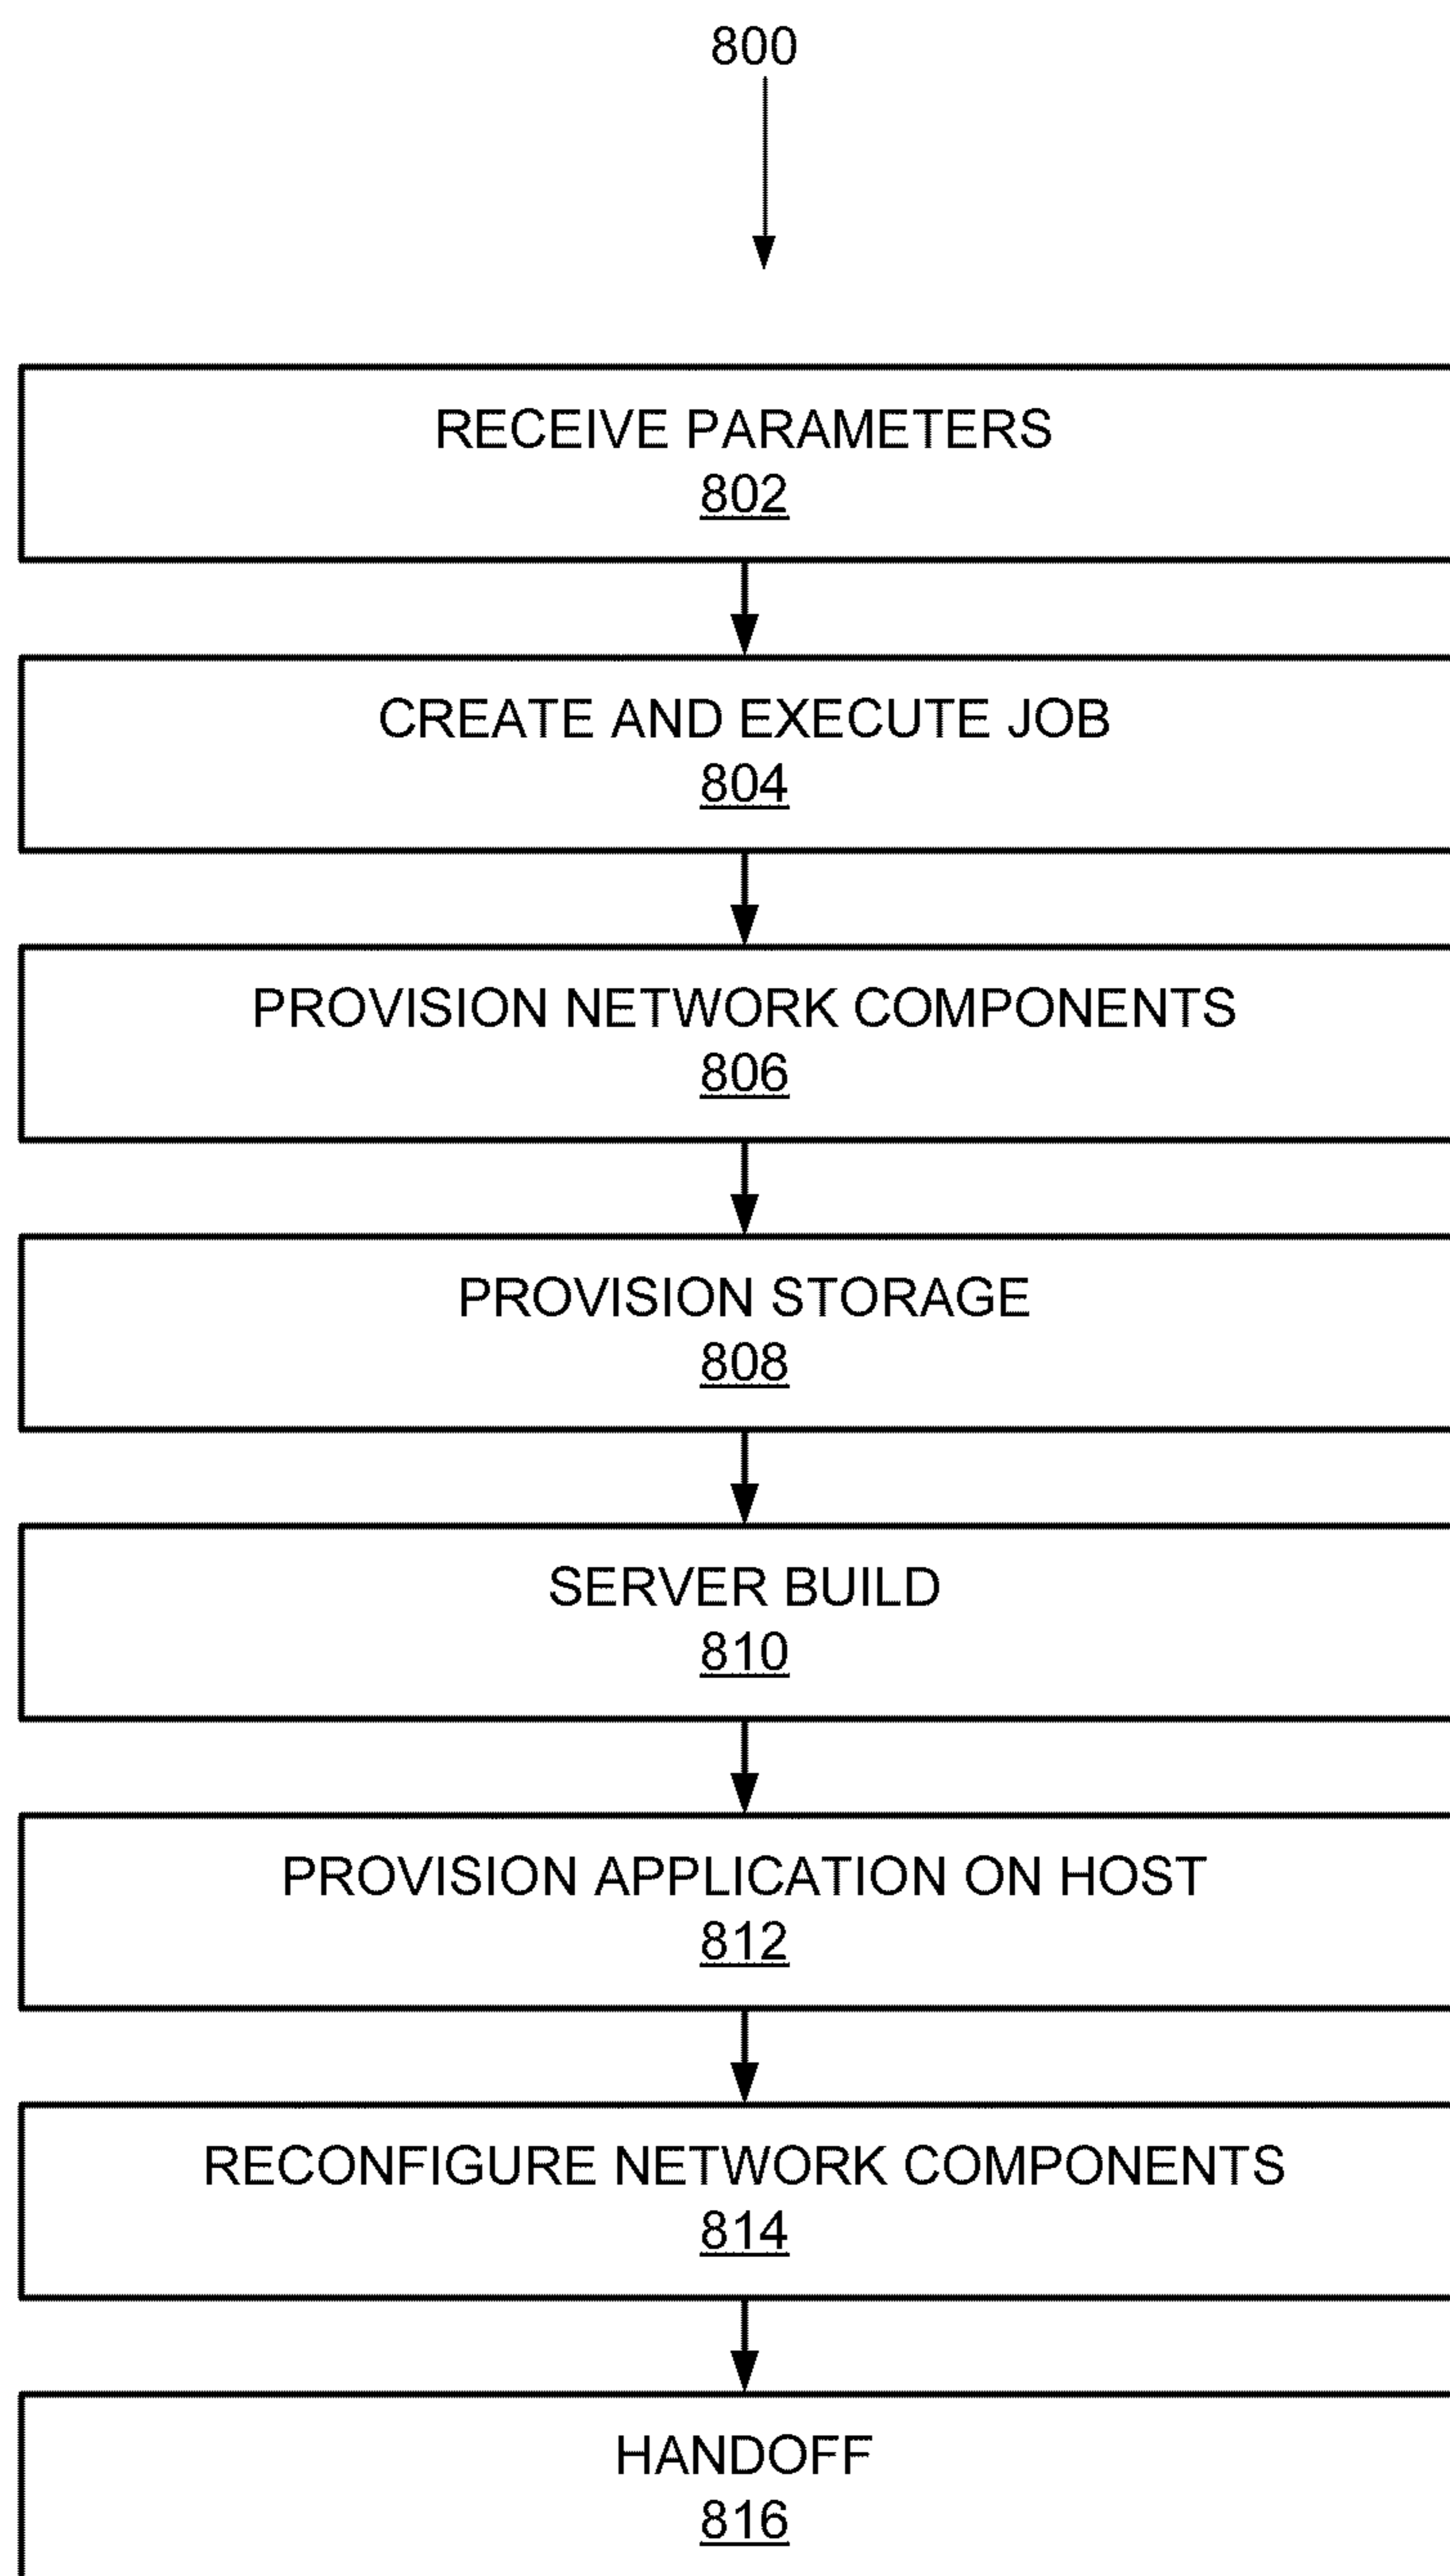 800
RECEIVE PARAMETERS
802
CREATE AND EXECUTE JOB
804
PROVISION NETWORK COMPONENTS
806
PROVISION STORAGE
808
SERVER BUILD
810
PROVISION APPLICATION ON HOST
812
RECONFIGURE NETWORK COMPONENTS
814
HANDOFF
816